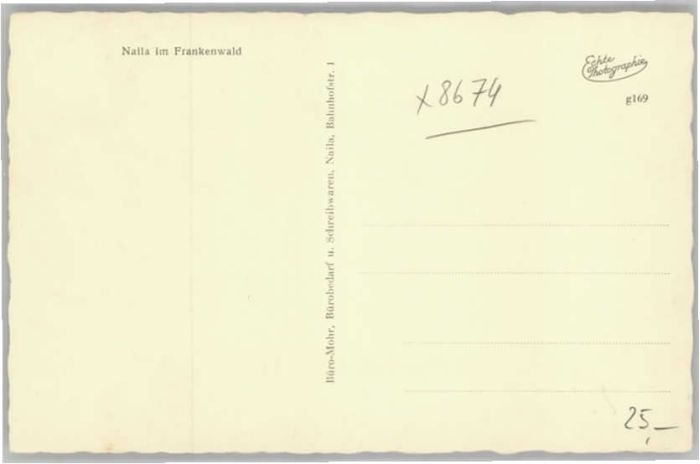 Naila im Frankenwald
Büro-Mohr, Bürobedarf u. Schreibwaren, Naila, Bahnhofstr. 1
Echte
Photographie
g169
x 8674
25,—